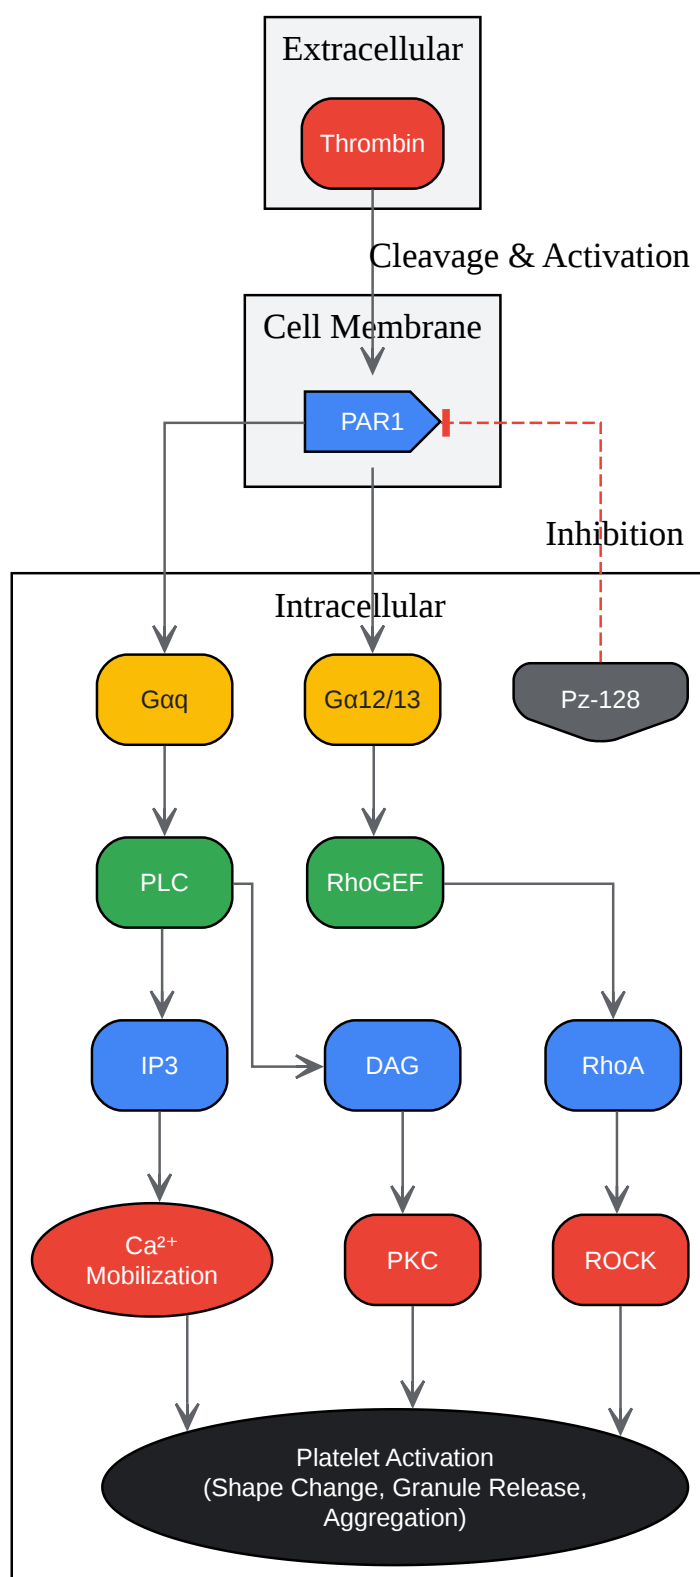 Extracellular
Thrombin
Cleavage & Activation
Cell Membrane
PAR1
Inhibition
Intracellular
Gαq
Gα12/13
Pz-128
PLC
RhoGEF
IP3
DAG
RhoA
Ca²⁺
Mobilization
PKC
ROCK
Platelet Activation
(Shape Change, Granule Release,
Aggregation)